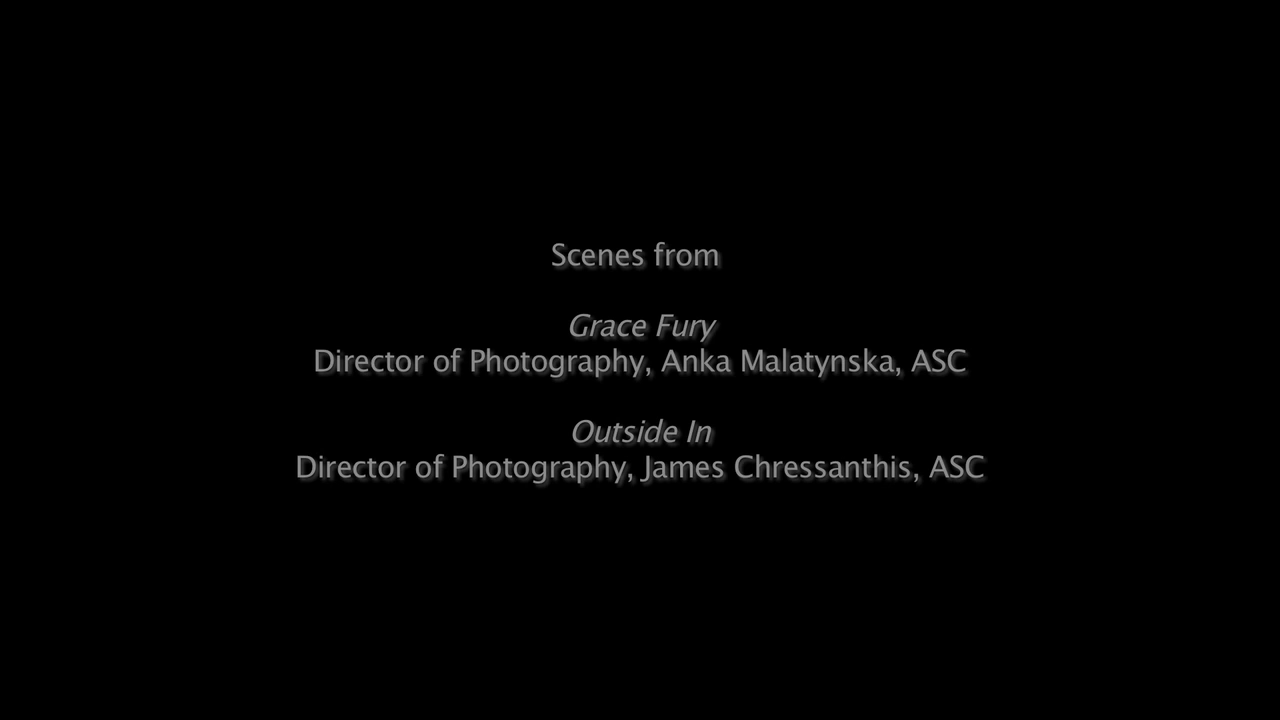 Scenes from
Grace Fury
Director of Photography, Anka Malatynska, ASC
Outside In
Director of Photography, James Chressanthis, ASC